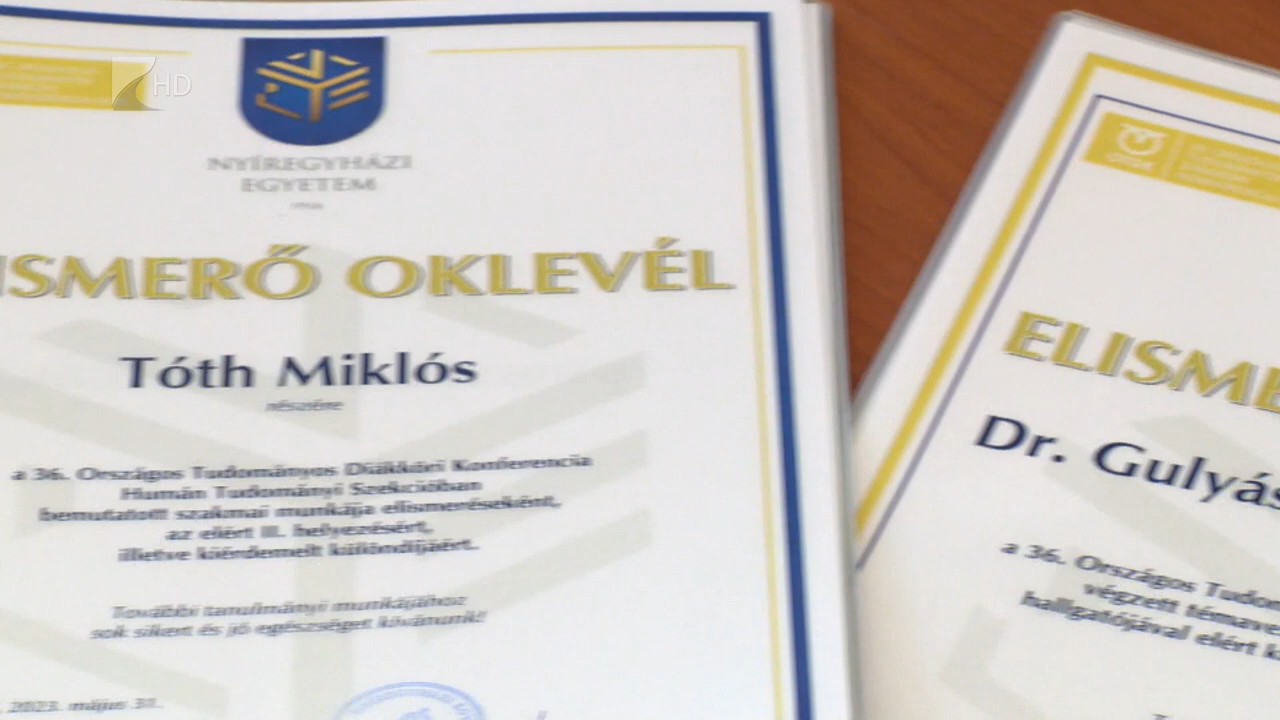 HD
NYÍREGYHÁZI
EGYETEM
ISMERŐ OKLEVÉL
Tóth Miklós
részére
a 36. Országos Tudományos Diákköri Konferencia
Humán Tudományi Szekcióban
bemutatott szakmai munkája elismeréseként,
az elért III. helyezésért,
illetve kiérdemelt különdíjáért.
További tanulmányi munkájához
sok sikert és jó egészséget kívánunk!
2023. május 31.
ELISME
Dr. Gulyás
a 36. Országos Tudom
végzett témave
hallgatójával elért k